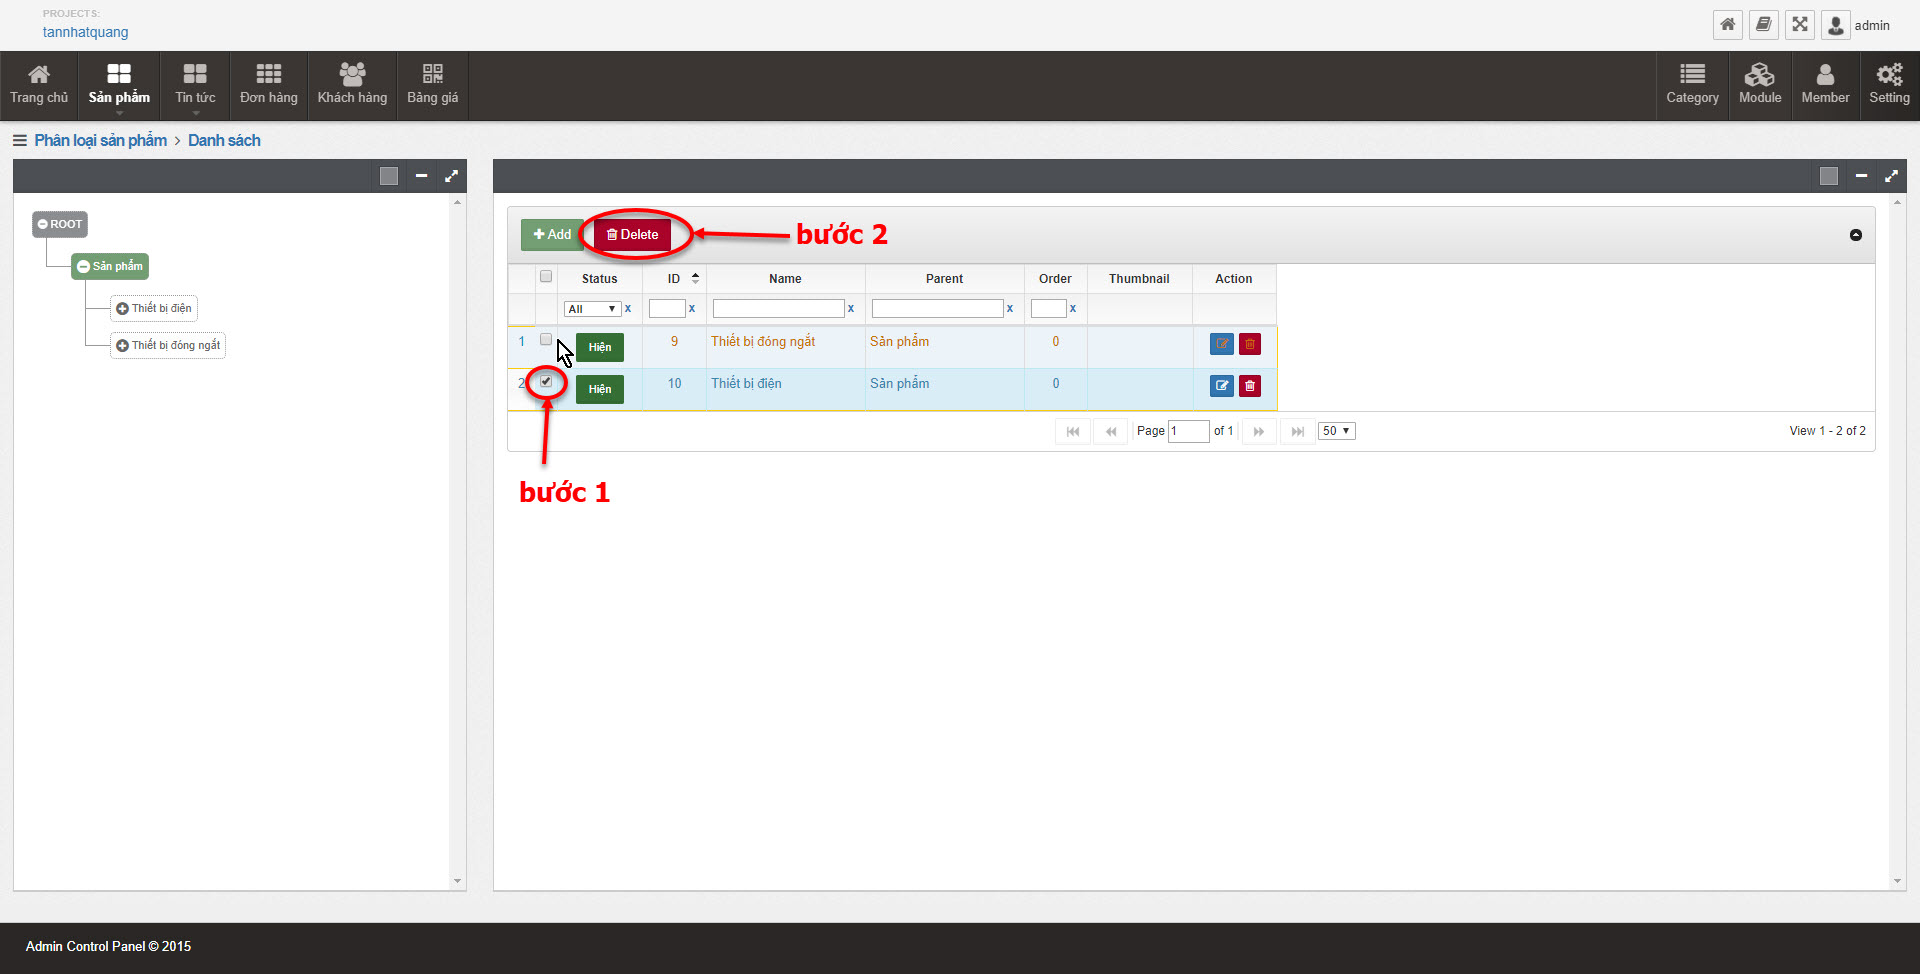 PROJECTS:
tannhatquang
admin
Trang chủ
Sản phẩm
Tin tức
Đơn hàng
Khách hàng
Bảng giá
Category
Module
Member
Setting
Phân loại sản phẩm > Danh sách
ROOT
Sản phẩm
Thiết bị điện
Thiết bị đóng ngắt
Add
Delete
bước 2
Status ID Name Parent Order Thumbnail Action
All x x x x x
1 Hiện 9 Thiết bị đóng ngắt Sản phẩm 0
2 Hiện 10 Thiết bị điện Sản phẩm 0
Page 1 of 1 50 View 1 - 2 of 2
bước 1
Admin Control Panel © 2015